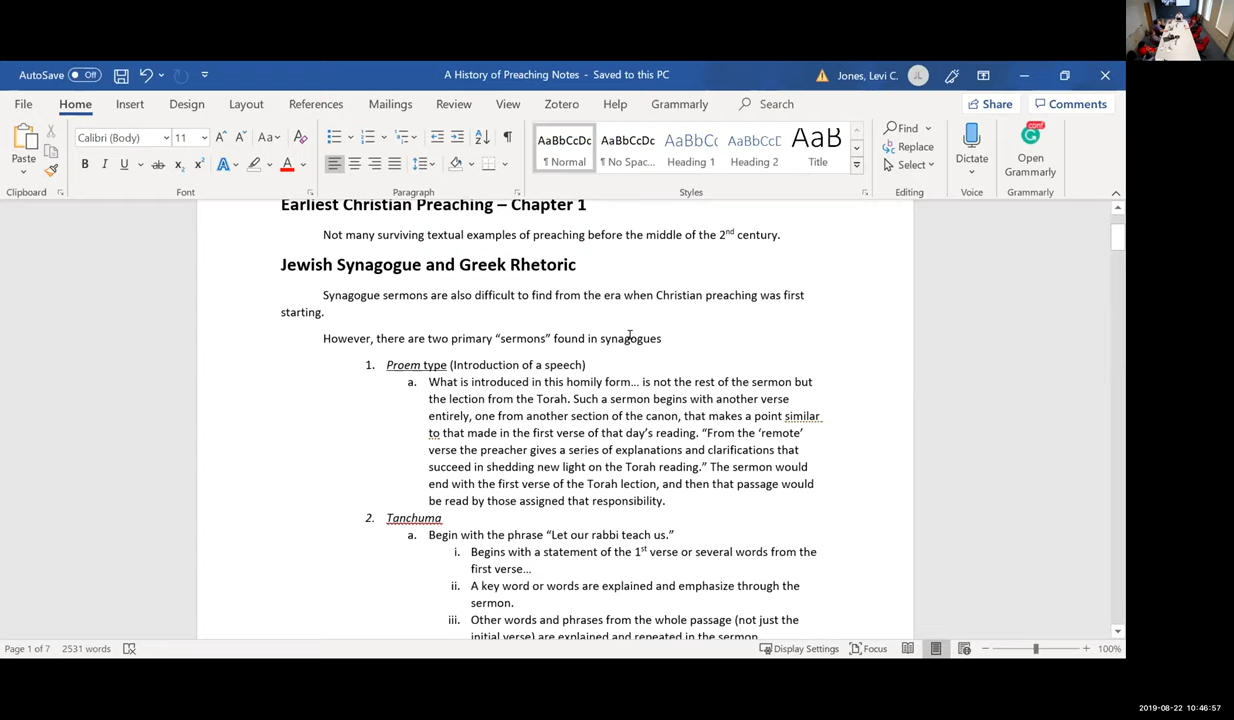 AutoSave Off
A History of Preaching Notes - Saved to this PC
Jones, Levi C. JL
File Home Insert Design Layout References Mailings Review View Zotero Help Grammarly Search Share Comments
Calibri (Body) 11
Paste
AaBbCcDc AaBbCcDc AaBbCc AaBbCcD AaB
¶ Normal ¶ No Spac... Heading 1 Heading 2 Title
Find
Replace
Select
Dictate
Open
Grammarly
Clipboard Font Paragraph Styles Editing Voice Grammarly
Earliest Christian Preaching – Chapter 1
Not many surviving textual examples of preaching before the middle of the 2nd century.
Jewish Synagogue and Greek Rhetoric
Synagogue sermons are also difficult to find from the era when Christian preaching was first
starting.
However, there are two primary “sermons” found in synagogues
1. Proem type (Introduction of a speech)
a. What is introduced in this homily form... is not the rest of the sermon but
the lection from the Torah. Such a sermon begins with another verse
entirely, one from another section of the canon, that makes a point similar
to that made in the first verse of that day’s reading. “From the ‘remote’
verse the preacher gives a series of explanations and clarifications that
succeed in shedding new light on the Torah reading.” The sermon would
end with the first verse of the Torah lection, and then that passage would
be read by those assigned that responsibility.
2. Tanchuma
a. Begin with the phrase “Let our rabbi teach us.”
i. Begins with a statement of the 1st verse or several words from the
first verse...
ii. A key word or words are explained and emphasize through the
sermon.
iii. Other words and phrases from the whole passage (not just the
initial verse) are explained and repeated in the sermon
Page 1 of 7 2531 words Display Settings Focus 100%
2019-08-22 10:46:57